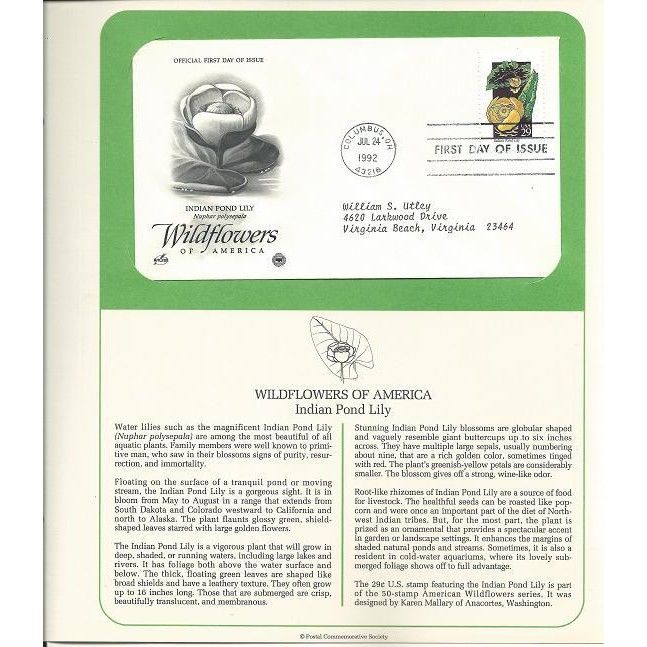 OFFICIAL FIRST DAY OF ISSUE
INDIAN POND LILY
Nuphar polysepala
Wildflowers
OF AMERICA
COLUMBUS, OH
JUL 24
1992
43216
FIRST DAY OF ISSUE
USA
29
Indian Pond Lily
William S. Utley
4620 Larkwood Drive
Virginia Beach, Virginia 23464
WILDFLOWERS OF AMERICA
Indian Pond Lily
Water lilies such as the magnificent Indian Pond Lily
(Nuphar polysepala) are among the most beautiful of all
aquatic plants. Family members were well known to primi-
tive man, who saw in their blossoms signs of purity, resur-
rection, and immortality.
Floating on the surface of a tranquil pond or moving
stream, the Indian Pond Lily is a gorgeous sight. It is in
bloom from May to August in a range that extends from
South Dakota and Colorado westward to California and
north to Alaska. The plant flaunts glossy green, shield-
shaped leaves starred with large golden flowers.
The Indian Pond Lily is a vigorous plant that will grow in
deep, shaded, or running waters, including large lakes and
rivers. It has foliage both above the water surface and
below. The thick, floating green leaves are shaped like
broad shields and have a leathery texture. They often grow
up to 16 inches long. Those that are submerged are crisp,
beautifully translucent, and membranous.
Stunning Indian Pond Lily blossoms are globular shaped
and vaguely resemble giant buttercups up to six inches
across. They have multiple large sepals, usually numbering
about nine, that are a rich golden color, sometimes tinged
with red. The plant's greenish-yellow petals are considerably
smaller. The blossom gives off a strong, wine-like odor.
Root-like rhizomes of Indian Pond Lily are a source of food
for livestock. The healthful seeds can be roasted like pop-
corn and were once an important part of the diet of North-
west Indian tribes. But, for the most part, the plant is
prized as an ornamental that provides a spectacular accent
in garden or landscape settings. It enhances the margins of
shaded natural ponds and streams. Sometimes, it is also a
resident in cold-water aquariums, where its lovely sub-
merged foliage shows off to full advantage.
The 29¢ U.S. stamp featuring the Indian Pond Lily is part
of the 50-stamp American Wildflowers series. It was
designed by Karen Mallary of Anacortes, Washington.
© Postal Commemorative Society